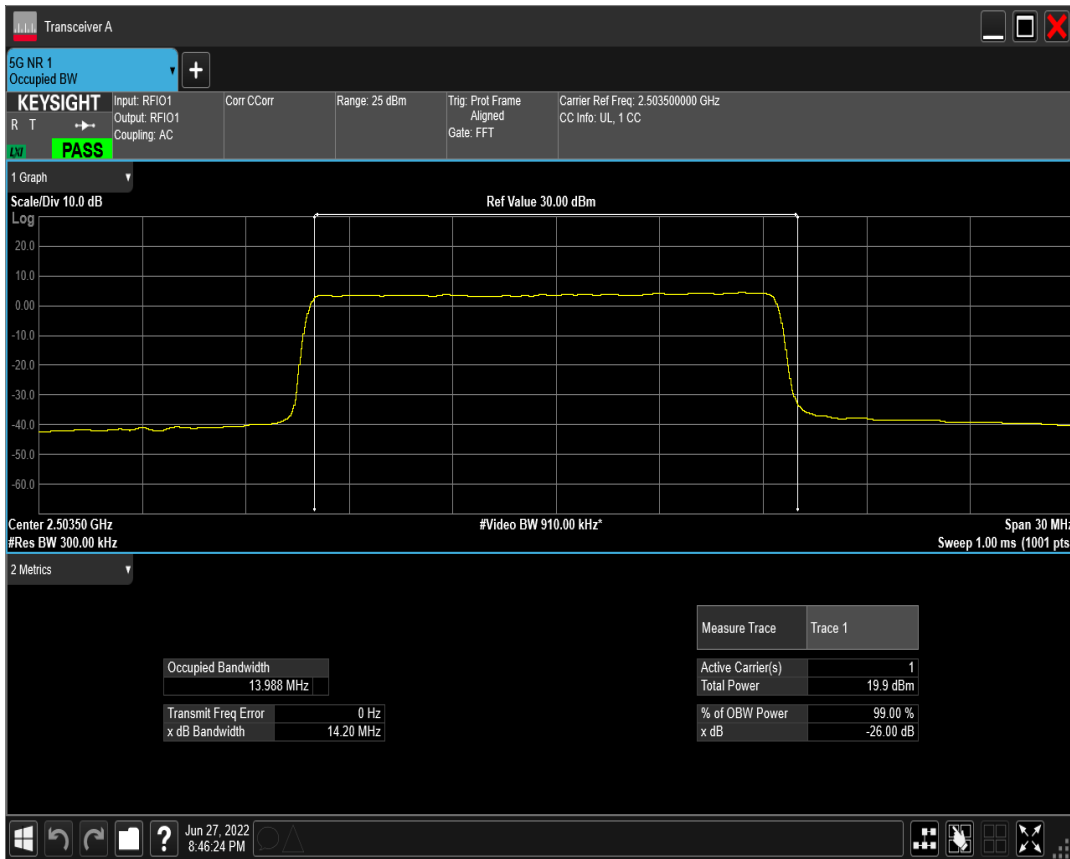 Transceiver A
5G NR 1
Occupied BW
KEYSIGHT
R T
LXI
PASS
Input: RFIO1
Output: RFIO1
Coupling: AC
Corr CCorr
Range: 25 dBm
Trig: Prot Frame
Aligned
Gate: FFT
Carrier Ref Freq: 2.503500000 GHz
CC Info: UL, 1 CC
1 Graph
Scale/Div 10.0 dB
Ref Value 30.00 dBm
Log
20.0
10.0
0.00
-10.0
-20.0
-30.0
-40.0
-50.0
-60.0
Center 2.50350 GHz
#Video BW 910.00 kHz*
Span 30 MHz
#Res BW 300.00 kHz
Sweep 1.00 ms (1001 pts
2 Metrics
Measure Trace Trace 1
Occupied Bandwidth
13.988 MHz
Active Carrier(s) 1
Total Power 19.9 dBm
Transmit Freq Error 0 Hz
x dB Bandwidth 14.20 MHz
% of OBW Power 99.00 %
x dB -26.00 dB
Jun 27, 2022
8:46:24 PM